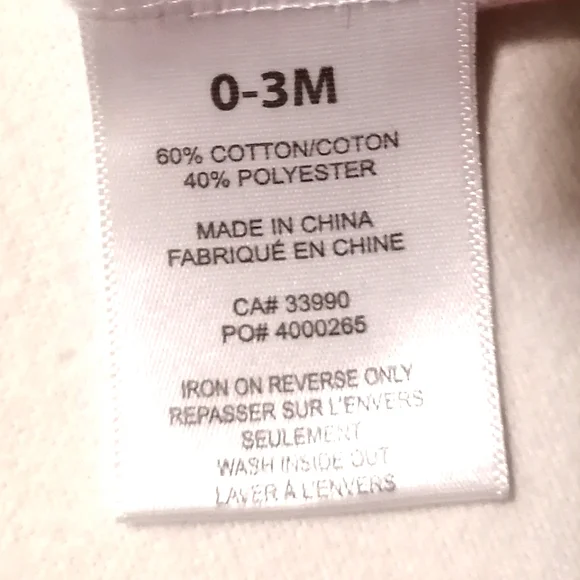 0-3M
60% COTTON/COTON
40% POLYESTER
MADE IN CHINA
FABRIQUÉ EN CHINE
CA# 33990
PO# 4000265
IRON ON REVERSE ONLY
REPASSER SUR L'ENVERS
SEULEMENT
WASH INSIDE OUT
LAVER À L'ENVERS